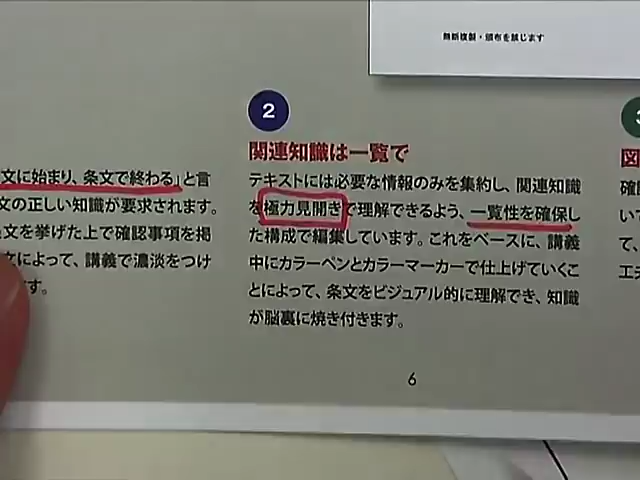 無断複製・頒布を禁じます
2
関連知識は一覧で
テキストには必要な情報のみを集約し、関連知識
を極力見開きで理解できるよう、一覧性を確保し
た構成で編集しています。これをベースに、講義
中にカラーペンとカラーマーカーで仕上げていくこ
とによって、条文をビジュアル的に理解でき、知識
が脳裏に焼き付きます。
文に始まり、条文で終わる」と言
文の正しい知識が要求されます。
条文を挙げた上で確認事項を掲
によって、講義で濃淡をつけ
す。
3
図
確
い
て、
エデ
6